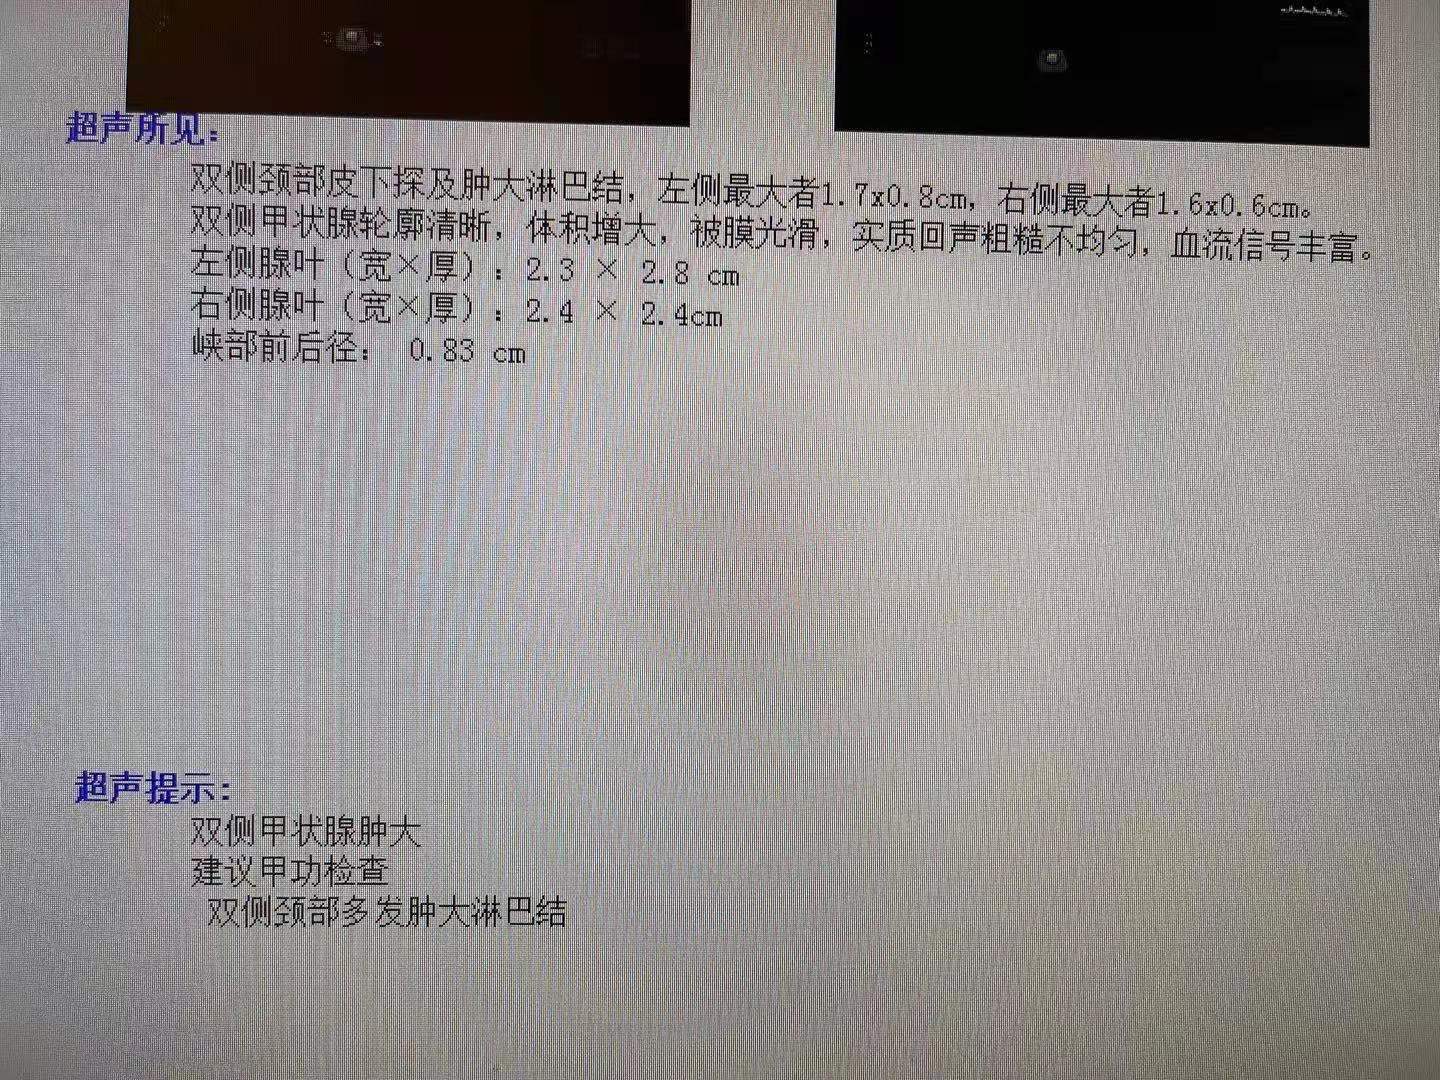 超声所见:
双侧颈部皮下探及肿大淋巴结，左侧最大者1.7x0.8cm，右侧最大者1.6x0.6cm。
双侧甲状腺轮廓清晰，体积增大，被膜光滑，实质回声粗糙不均匀，血流信号丰富。
左侧腺叶（宽×厚）: 2.3 × 2.8 cm
右侧腺叶（宽×厚）: 2.4 × 2.4cm
峡部前后径: 0.83 cm
超声提示:
双侧甲状腺肿大
建议甲功检查
双侧颈部多发肿大淋巴结